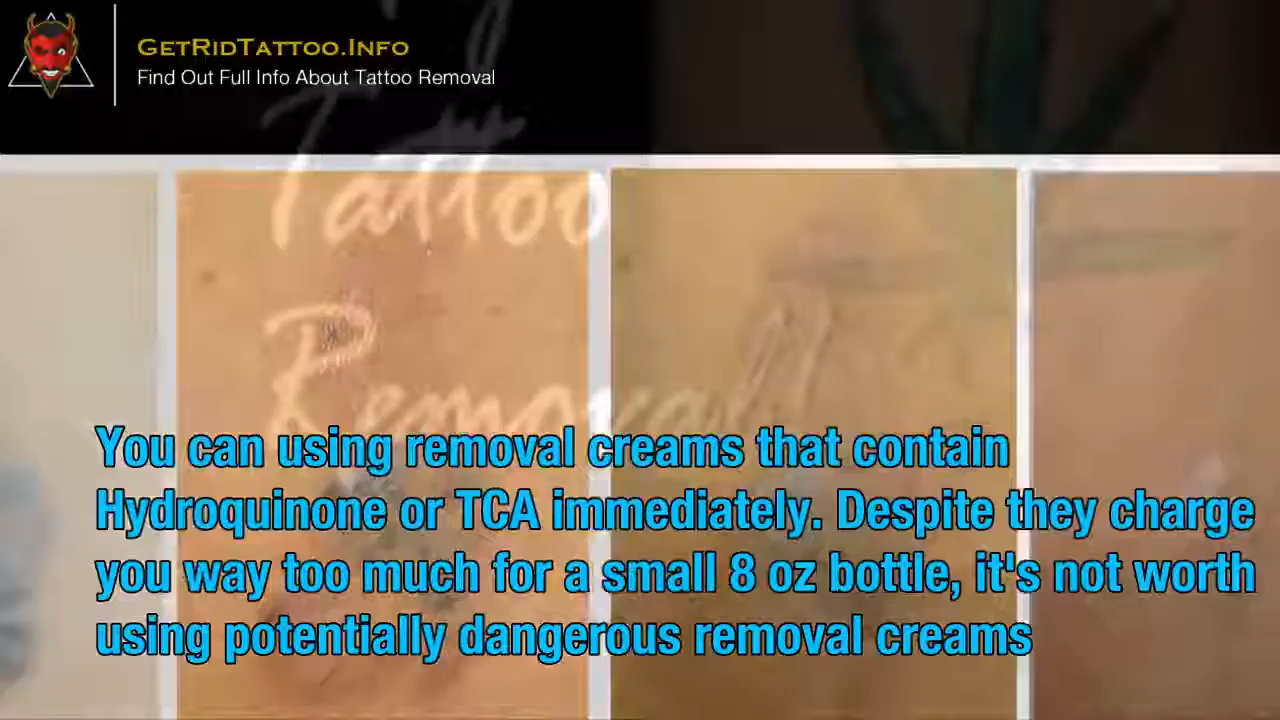 GetRidTattoo.Info
Find Out Full Info About Tattoo Removal
Tattoo
Removal!
You can using removal creams that contain
Hydroquinone or TCA immediately. Despite they charge
you way too much for a small 8 oz bottle, it's not worth
using potentially dangerous removal creams